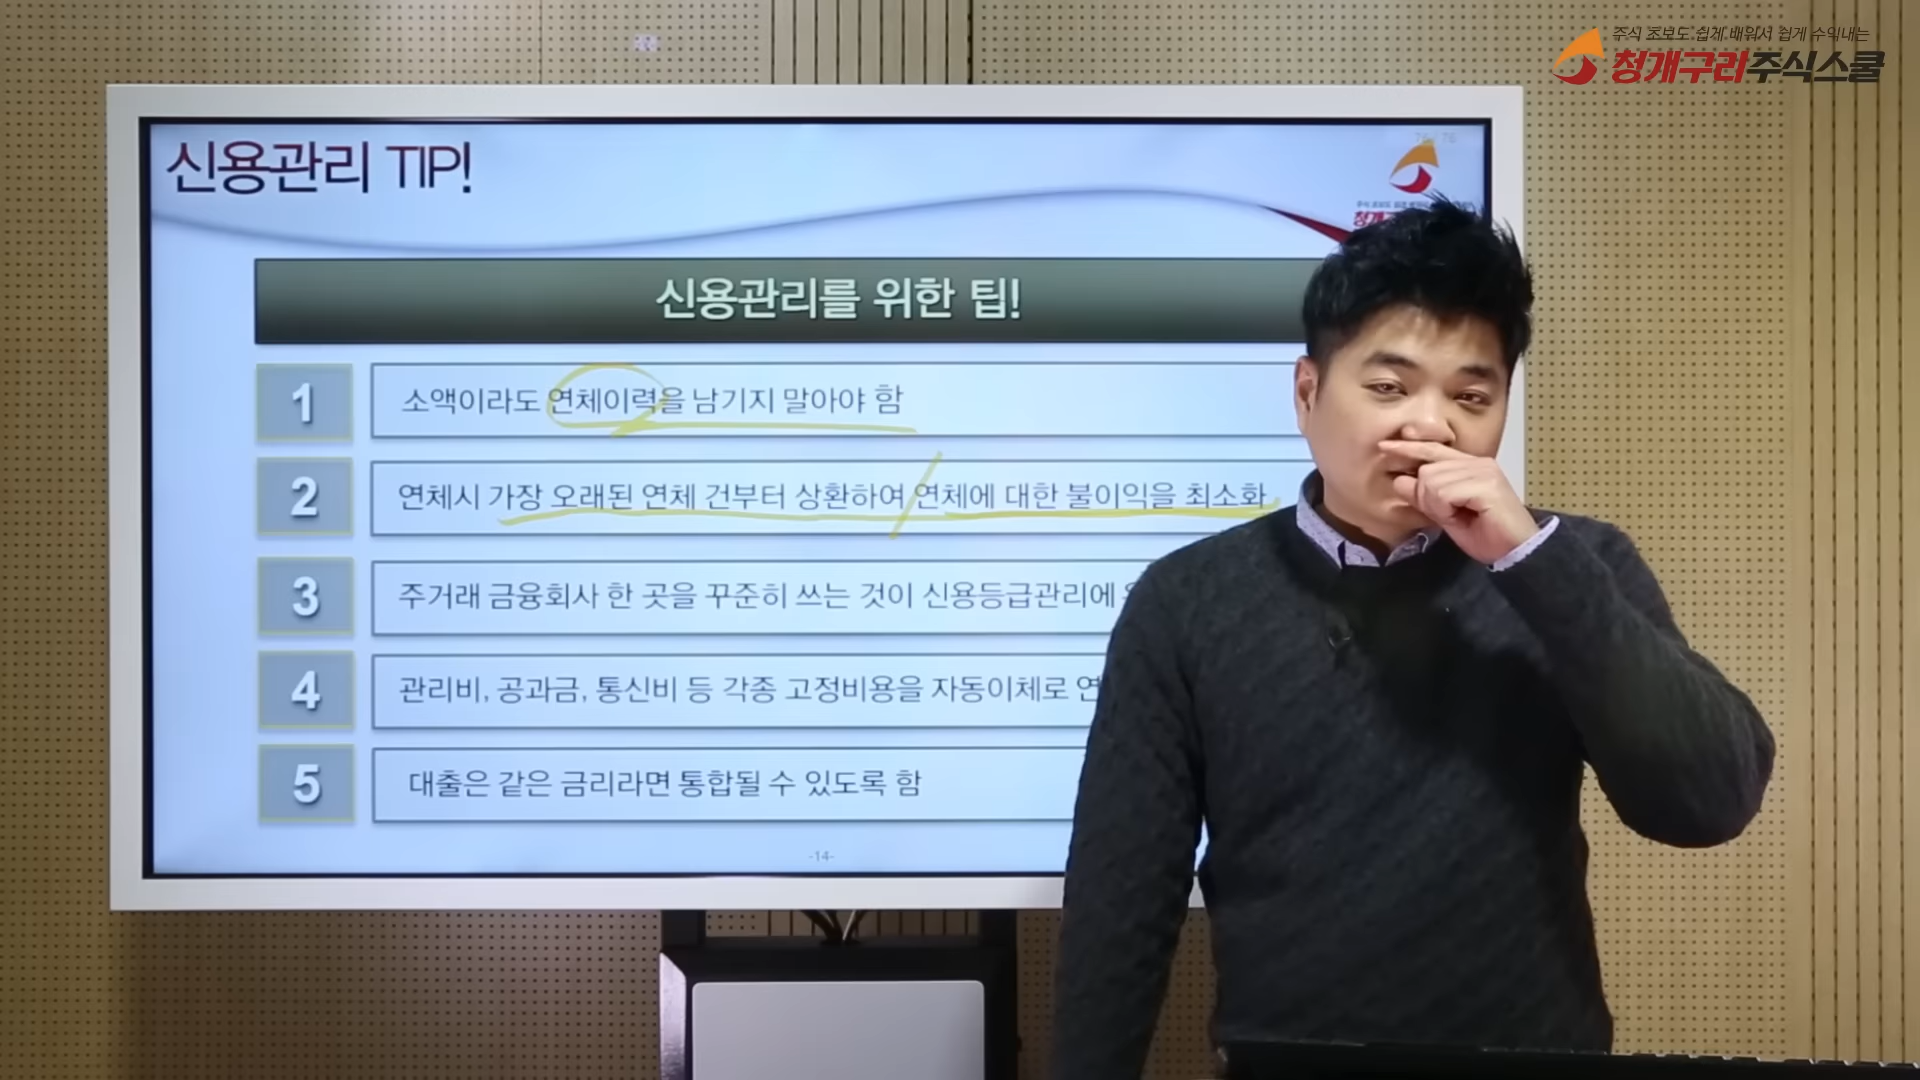 주식 초보도 쉽게 배워서 쉽게 수익내는
청개구리주식스쿨
신용관리 TIP!
신용관리를 위한 팁!
1 소액이라도 연체이력을 남기지 말아야 함
2 연체시 가장 오래된 연체 건부터 상환하여 연체에 대한 불이익을 최소화
3 주거래 금융회사 한 곳을 꾸준히 쓰는 것이 신용등급관리에
4 관리비, 공과금, 통신비 등 각종 고정비용을 자동이체로
5 대출은 같은 금리라면 통합될 수 있도록 함
-14-